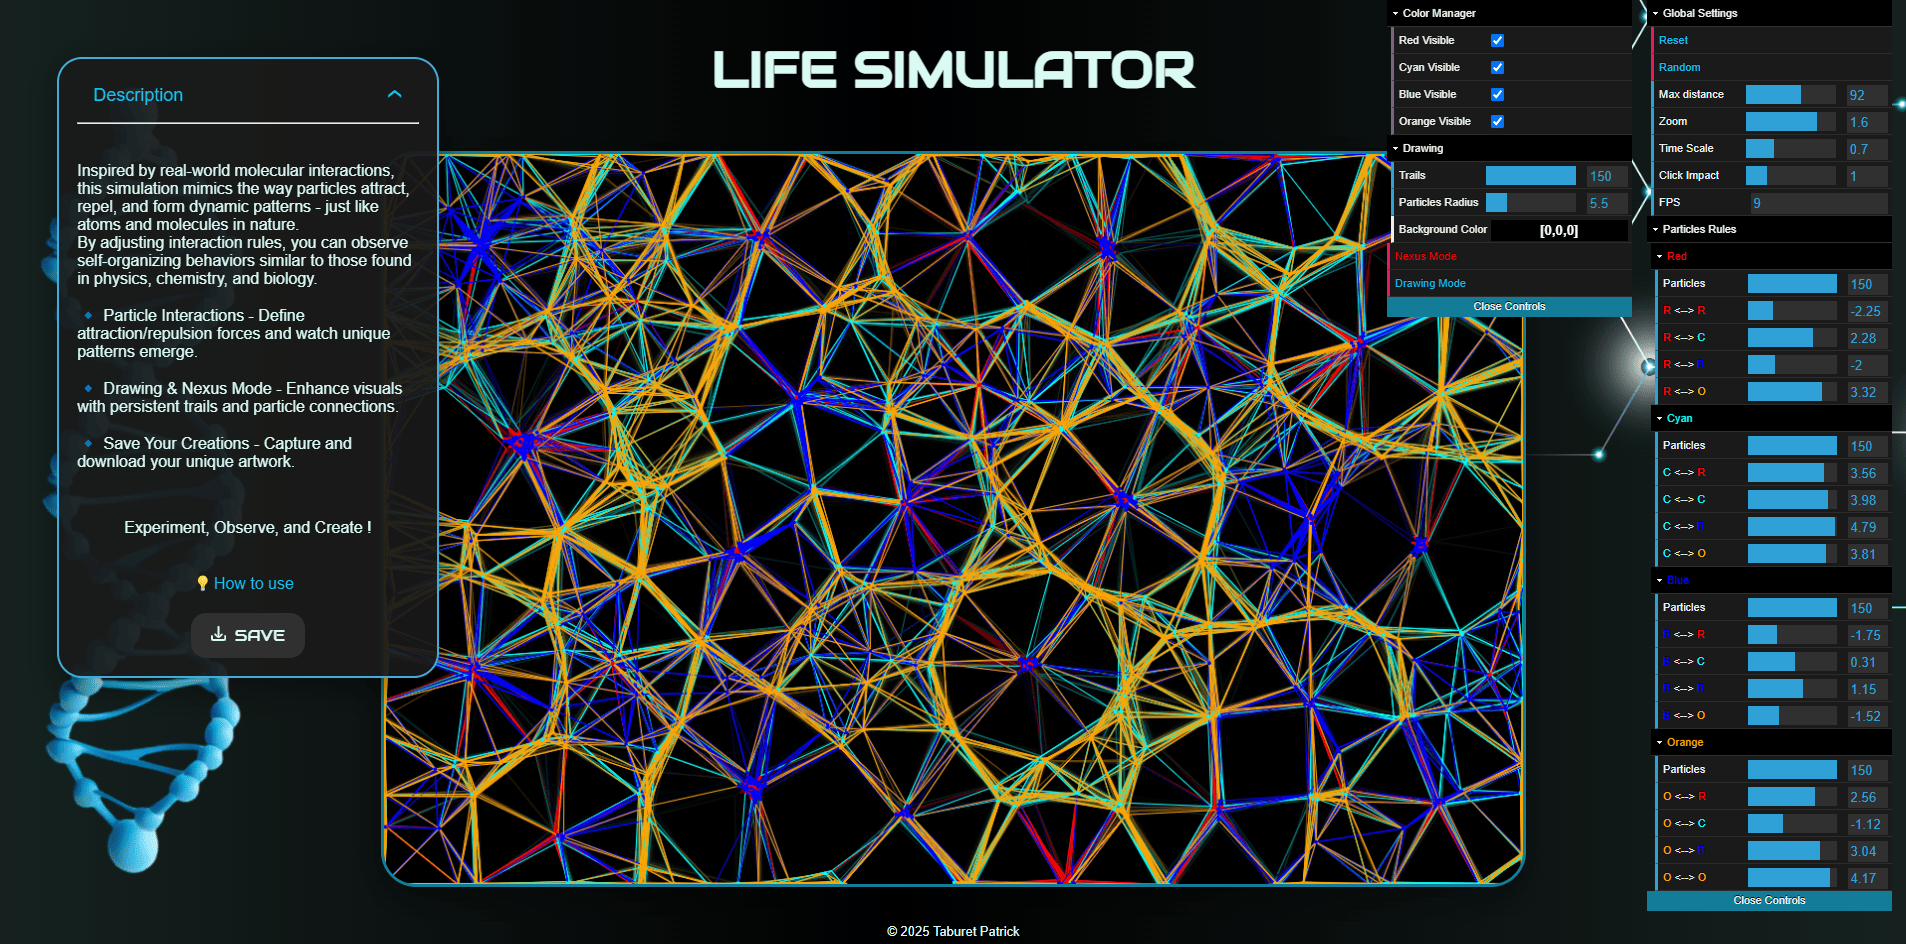 LIFE SIMULATOR
Description
Inspired by real-world molecular interactions,
this simulation mimics the way particles attract,
repel, and form dynamic patterns - just like
atoms and molecules in nature.
By adjusting interaction rules, you can observe
self-organizing behaviors similar to those found
in physics, chemistry, and biology.
Particle Interactions - Define
attraction/repulsion forces and watch unique
patterns emerge.
Drawing & Nexus Mode - Enhance visuals
with persistent trails and particle connections.
Save Your Creations - Capture and
download your unique artwork.
Experiment, Observe, and Create !
How to use
SAVE
Color Manager
Red Visible
Cyan Visible
Blue Visible
Orange Visible
Drawing
Trails 150
Particles Radius 5.5
Background Color [0,0,0]
Nexus Mode
Drawing Mode
Close Controls
Global Settings
Reset
Random
Max distance 92
Zoom 1.6
Time Scale 0.7
Click Impact 1
FPS 9
Particles Rules
Red
Particles 150
R <--> R -2.25
R <--> C 2.28
R <--> B -2
R <--> O 3.32
Cyan
Particles 150
C <--> R 3.56
C <--> C 3.98
C <--> B 4.79
C <--> O 3.81
Blue
Particles 150
B <--> R -1.75
B <--> C 0.31
B <--> B 1.15
B <--> O -1.52
Orange
Particles 150
O <--> R 2.56
O <--> C -1.12
O <--> B 3.04
O <--> O 4.17
Close Controls
© 2025 Taburet Patrick